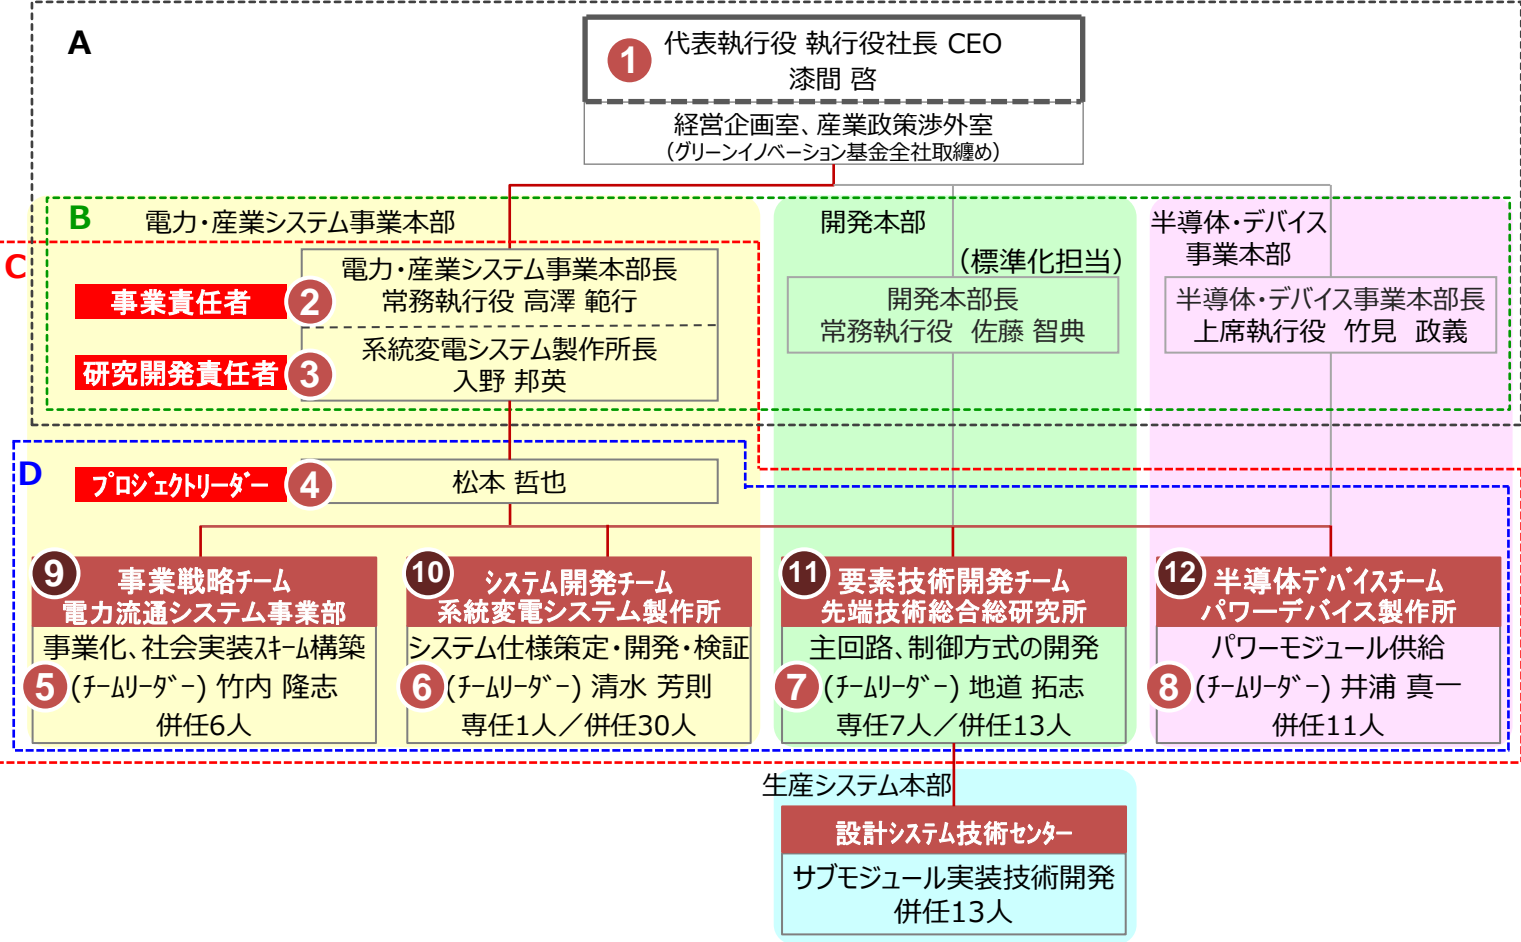 A
1
代表執行役 執行役社長 CEO
漆間 啓
経営企画室、産業政策渉外室
(グリーンイノベーション基金全社取纏め)
B
電力・産業システム事業本部
開発本部
半導体・デバイス
事業本部
C
(標準化担当)
事業責任者
2
電力・産業システム事業本部長
常務執行役 高澤 範行
開発本部長
常務執行役 佐藤 智典
半導体・デバイス事業本部長
上席執行役 竹見 政義
研究開発責任者
3
系統変電システム製作所長
入野 邦英
D
プロジェクトリーダー
4
松本 哲也
9
事業戦略チーム
電力流通システム事業部
事業化、社会実装スキーム構築
5
(チームリーダー) 竹内 隆志
併任6人
10
システム開発チーム
系統変電システム製作所
システム仕様策定・開発・検証
6
(チームリーダー) 清水 芳則
専任1人／併任30人
11
要素技術開発チーム
先端技術総合総研究所
主回路、制御方式の開発
7
(チームリーダー) 地道 拓志
専任7人／併任13人
12
半導体デバイスチーム
パワーデバイス製作所
パワーモジュール供給
8
(チームリーダー) 井浦 真一
併任11人
生産システム本部
設計システム技術センター
サブモジュール実装技術開発
併任13人